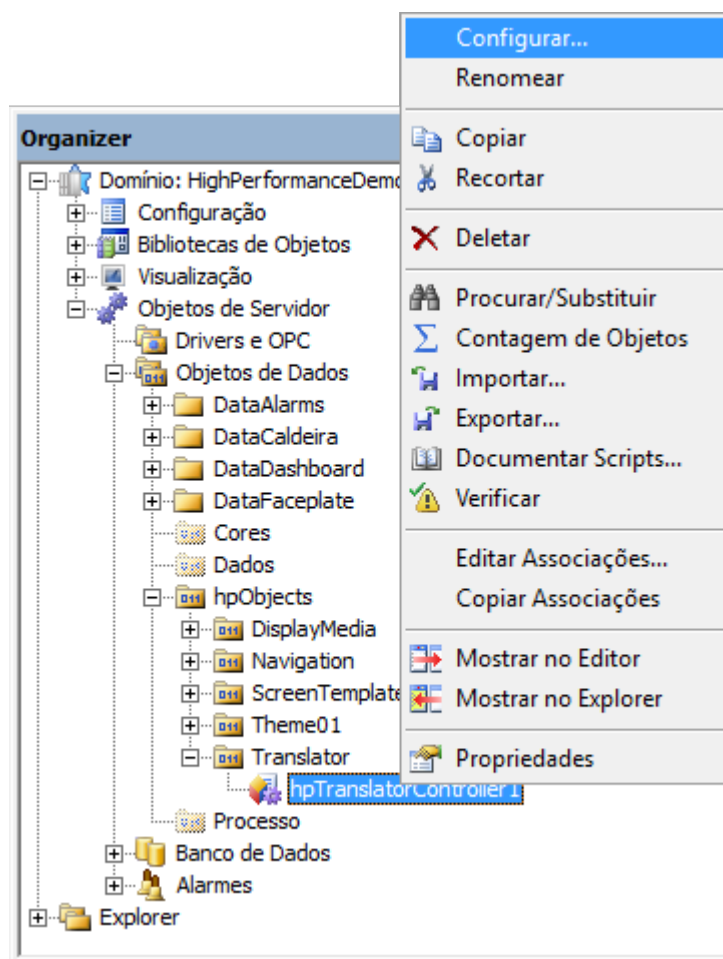 Configurar...
Renomear
Copiar
Recortar
Deletar
Procurar/Substituir
Contagem de Objetos
Importar...
Exportar...
Documentar Scripts...
Verificar
Editar Associações...
Copiar Associações
Mostrar no Editor
Mostrar no Explorer
Propriedades
Organizer
Domínio: HighPerformanceDemo
Configuração
Bibliotecas de Objetos
Visualização
Objetos de Servidor
Drivers e OPC
Objetos de Dados
DataAlarms
DataCaldeira
DataDashboard
DataFaceplate
Cores
Dados
hpObjects
DisplayMedia
Navigation
ScreenTemplate
Theme01
Translator
hpTranslatorController1
Processo
Banco de Dados
Alarmes
Explorer